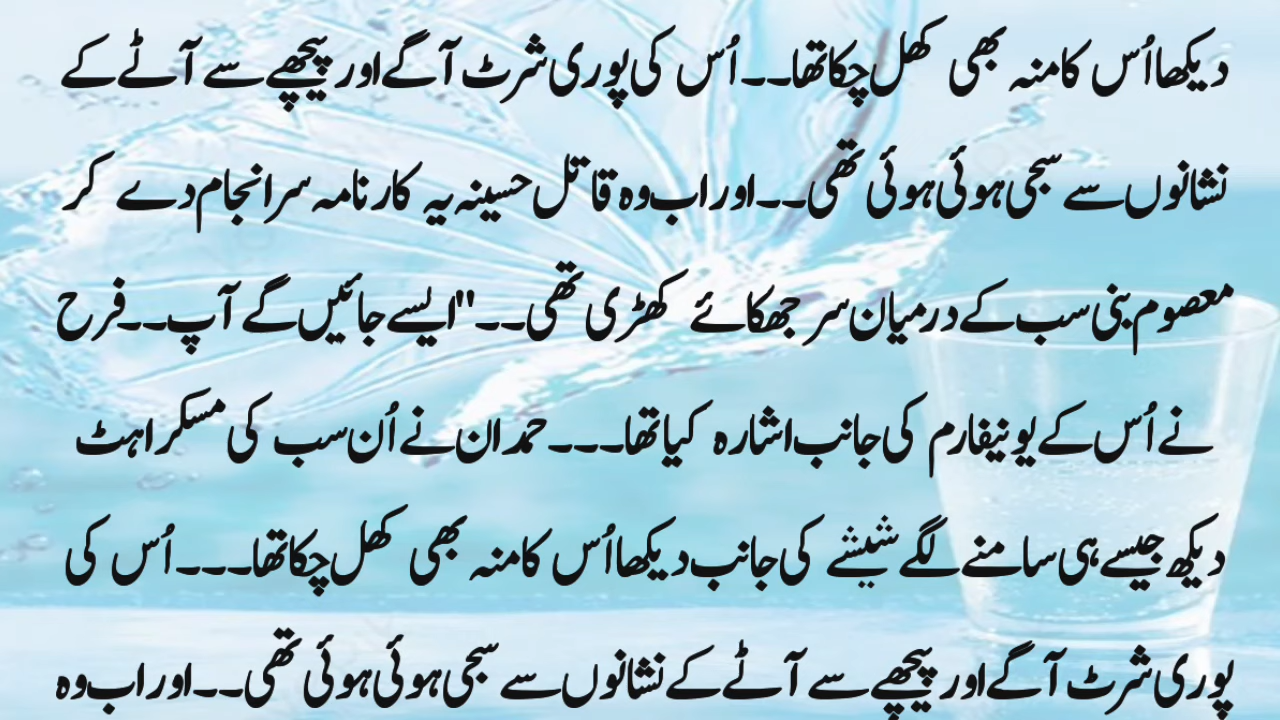 دیکھا اُس کا منہ بھی کھل چکا تھا۔۔ اُس کی پوری شرٹ آگے اور پیچھے سے آٹے کے
نشانوں سے سجی ہوئی ہوئی تھی۔۔ اور اب وہ قاتل حسینہ یہ کارنامہ سرانجام دے کر
معصوم بنی سب کے درمیان سر جھکائے کھڑی تھی۔۔ "ایسے جائیں گے آپ۔۔ فرح
نے اُس کے یونیفارم کی جانب اشارہ کیا تھا۔۔۔ حمدان نے اُن سب کی مسکراہٹ
دیکھ جیسے ہی سامنے لگے شیشے کی جانب دیکھا اُس کا منہ بھی کھل چکا تھا۔۔۔ اُس کی
پوری شرٹ آگے اور پیچھے سے آٹے کے نشانوں سے سجی ہوئی ہوئی تھی۔۔ اور اب وہ